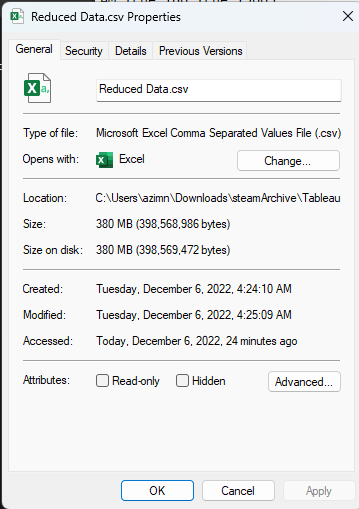 Reduced Data.csv Properties
General Security Details Previous Versions
Reduced Data.csv
Type of file: Microsoft Excel Comma Separated Values File (.csv)
Opens with: Excel Change...
Location: C:\Users\azimn\Downloads\steamArchive\Tableau
Size: 380 MB (398,568,986 bytes)
Size on disk: 380 MB (398,569,472 bytes)
Created: Tuesday, December 6, 2022, 4:24:10 AM
Modified: Tuesday, December 6, 2022, 4:25:09 AM
Accessed: Today, December 6, 2022, 24 minutes ago
Attributes: Read-only Hidden Advanced...
OK Cancel Apply